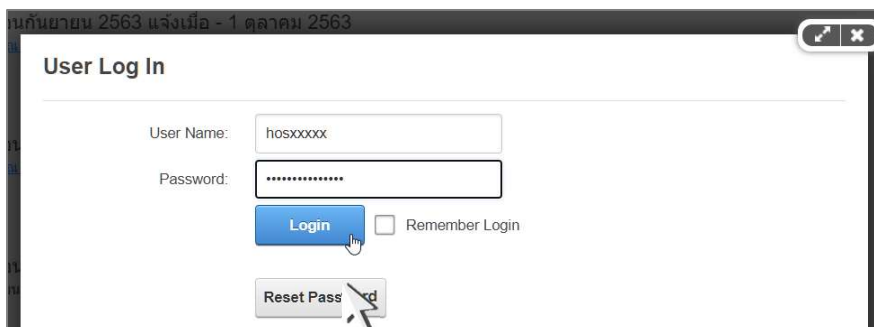 นกันยายน 2563 แจ้งเมื่อ - 1 ตุลาคม 2563
User Log In
User Name:
hosxxxxx
Password:
•••••••••••••••
Login
Remember Login
Reset